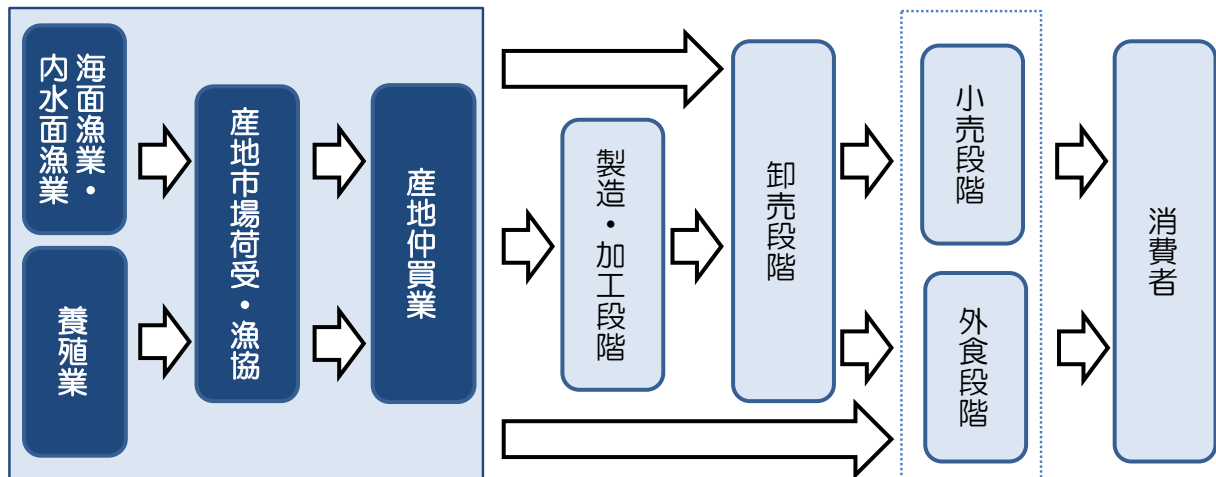 海面漁業・
内水面漁業
養殖業
産地市場荷受・漁協
産地仲買業
製造・加工段階
卸売段階
小売段階
外食段階
消費者